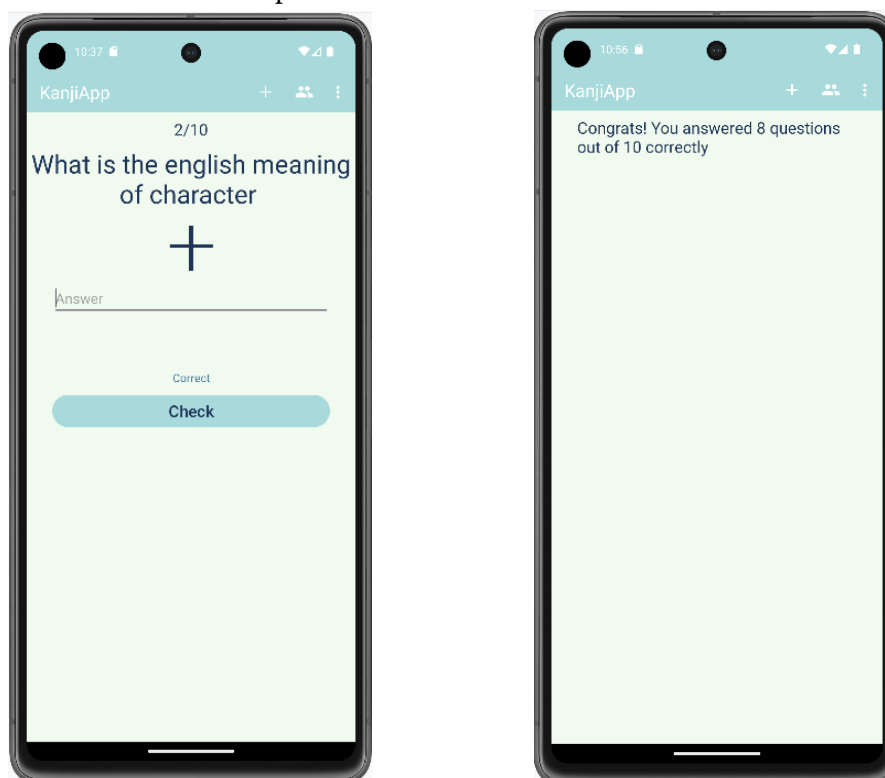 10:37
KanjiApp
2/10
What is the english meaning
of character
十
Answer
Correct
Check
10:56
KanjiApp
Congrats! You answered 8 questions
out of 10 correctly